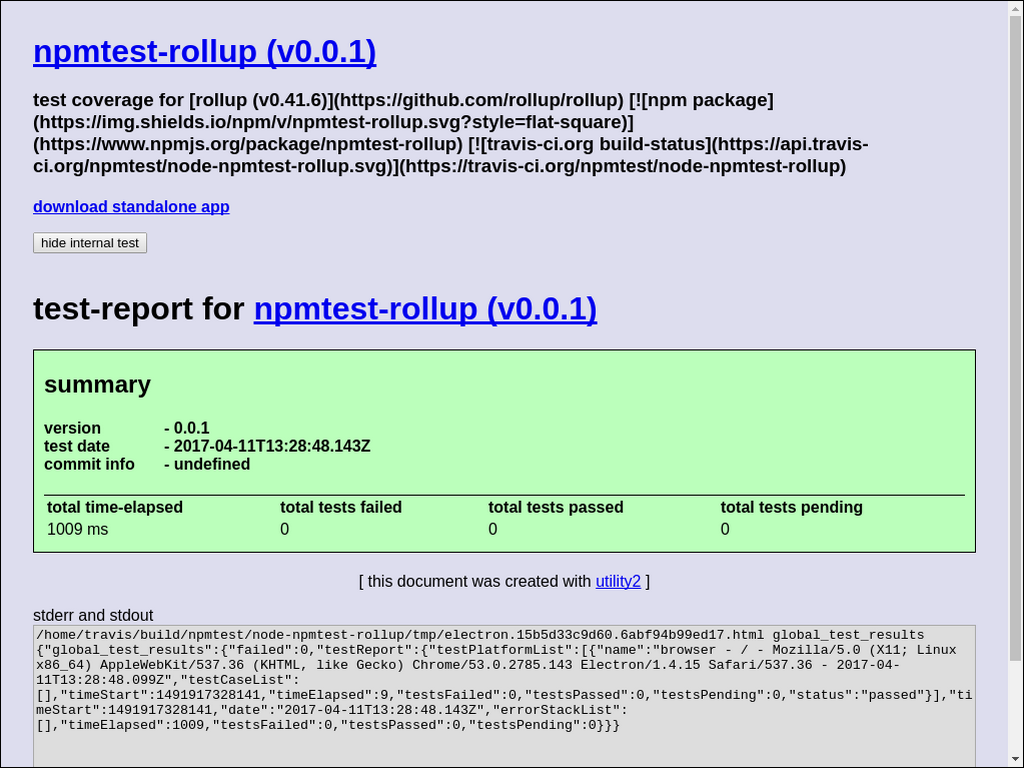 npmtest-rollup (v0.0.1)
test coverage for [rollup (v0.41.6)](https://github.com/rollup/rollup) [![npm package]
(https://img.shields.io/npm/v/npmtest-rollup.svg?style=flat-square)]
(https://www.npmjs.org/package/npmtest-rollup) [![travis-ci.org build-status](https://api.travis-
ci.org/npmtest/node-npmtest-rollup.svg)](https://travis-ci.org/npmtest/node-npmtest-rollup)
download standalone app
hide internal test
test-report for npmtest-rollup (v0.0.1)
summary
version - 0.0.1
test date - 2017-04-11T13:28:48.143Z
commit info - undefined
total time-elapsed total tests failed total tests passed total tests pending
1009 ms 0 0 0
[ this document was created with utility2 ]
stderr and stdout
/home/travis/build/npmtest/node-npmtest-rollup/tmp/electron.15b5d33c9d60.6abf94b99ed17.html global_test_results
{"global_test_results":{"failed":0,"testReport":{"testPlatformList":[{"name":"browser - / - Mozilla/5.0 (X11; Linux
x86_64) AppleWebKit/537.36 (KHTML, like Gecko) Chrome/53.0.2785.143 Electron/1.4.15 Safari/537.36 - 2017-04-
11T13:28:48.099Z","testCaseList":
[],"timeStart":1491917328141,"timeElapsed":9,"testsFailed":0,"testsPassed":0,"testsPending":0,"status":"passed"}],"ti
meStart":1491917328141,"date":"2017-04-11T13:28:48.143Z","errorStackList":
[],"timeElapsed":1009,"testsFailed":0,"testsPassed":0,"testsPending":0}}}